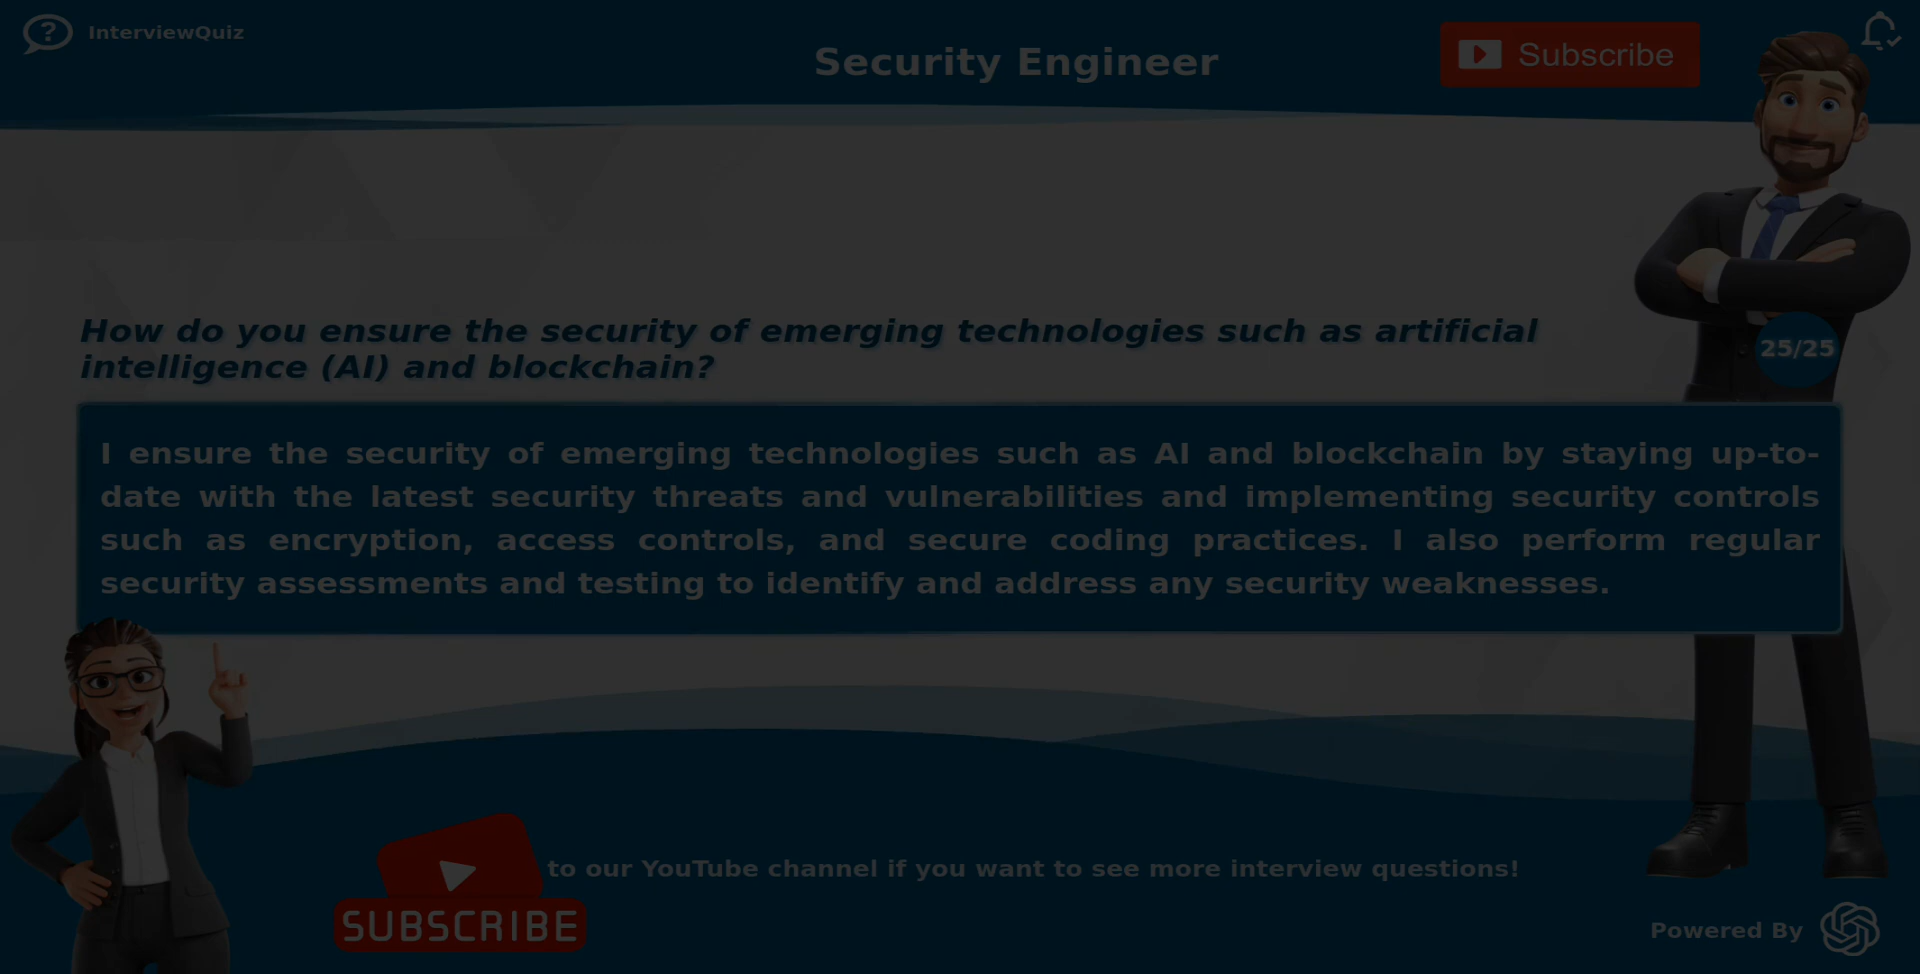 InterviewQuiz
Security Engineer
Subscribe
How do you ensure the security of emerging technologies such as artificial
intelligence (AI) and blockchain?
25/25
I ensure the security of emerging technologies such as AI and blockchain by staying up-to-
date with the latest security threats and vulnerabilities and implementing security controls
such as encryption, access controls, and secure coding practices. I also perform regular
security assessments and testing to identify and address any security weaknesses.
to our YouTube channel if you want to see more interview questions!
SUBSCRIBE
Powered By